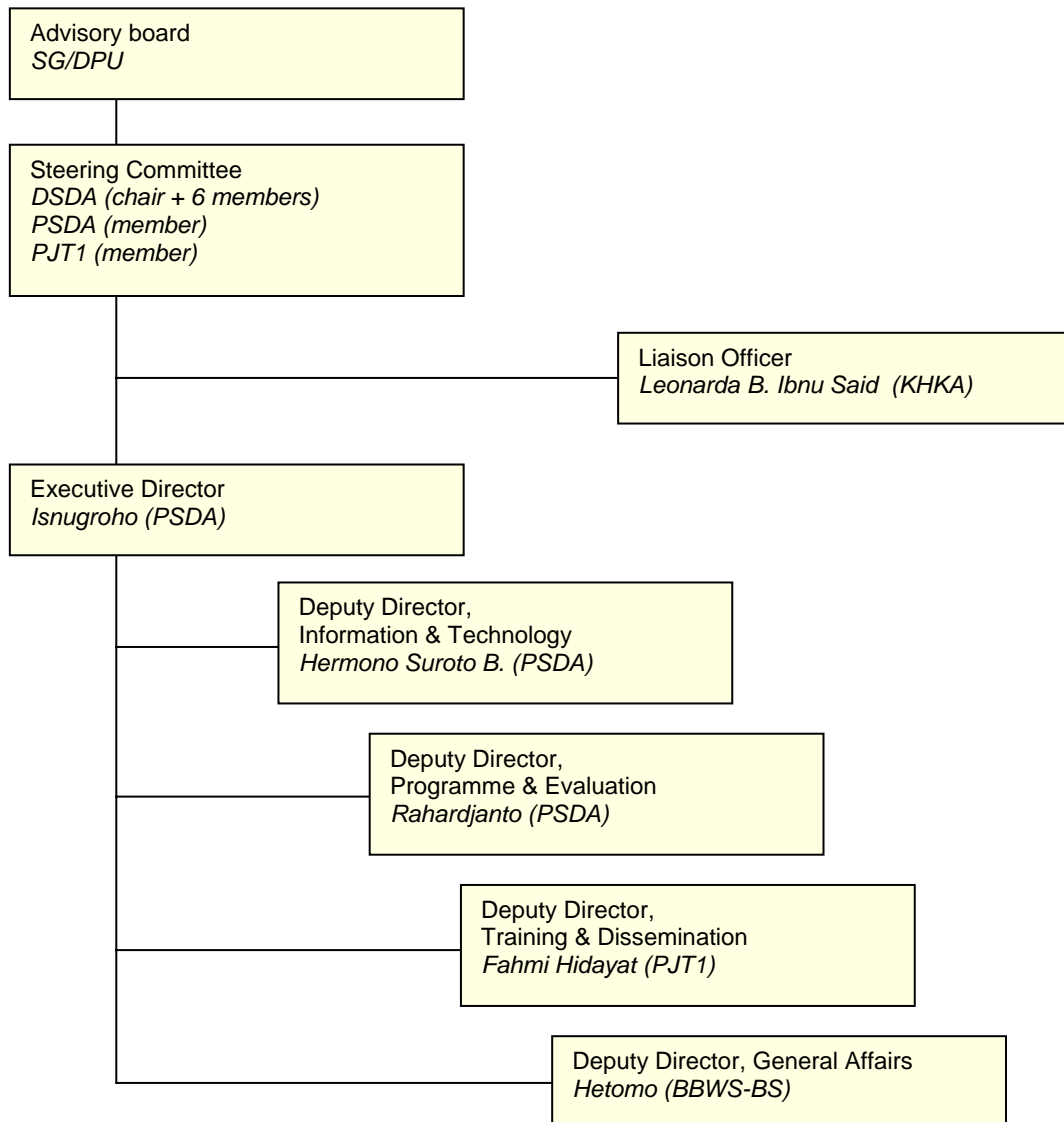 Advisory board
SG/DPU
Steering Committee
DSDA (chair + 6 members)
PSDA (member)
PJT1 (member)
Liaison Officer
Leonarda B. Ibnu Said (KHKA)
Executive Director
Isnugroho (PSDA)
Deputy Director,
Information & Technology
Hermono Suroto B. (PSDA)
Deputy Director,
Programme & Evaluation
Rahardjanto (PSDA)
Deputy Director,
Training & Dissemination
Fahmi Hidayat (PJT1)
Deputy Director, General Affairs
Hetomo (BBWS-BS)